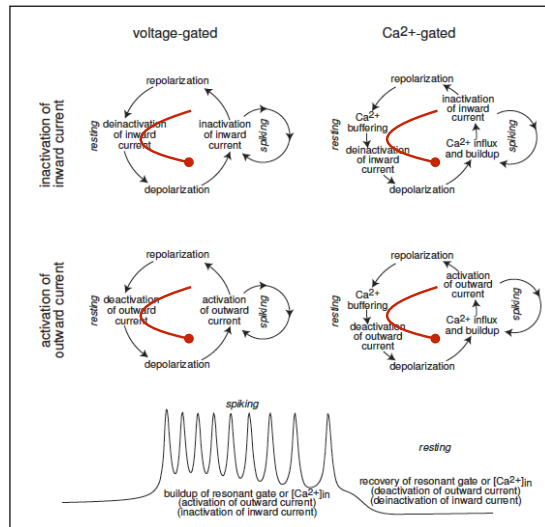 voltage-gated
Ca2+-gated
inactivation of
inward current
repolarization
resting
deinactivation
of inward
current
inactivation
of inward
current
spiking
depolarization
repolarization
inactivation
of inward
current
Ca2+
buffering
resting
deinactivation
of inward
current
Ca2+ influx
and buildup
spiking
depolarization
activation of
outward current
repolarization
resting
deactivation
of outward
current
activation
of outward
current
spiking
depolarization
repolarization
activation
of outward
current
Ca2+
buffering
resting
deactivation
of outward
current
Ca2+ influx
and buildup
spiking
depolarization
spiking
resting
buildup of resonant gate or [Ca2+]in
(activation of outward current)
(inactivation of inward current)
recovery of resonant gate or [Ca2+]in
(deactivation of outward current)
(deinactivation of inward current)